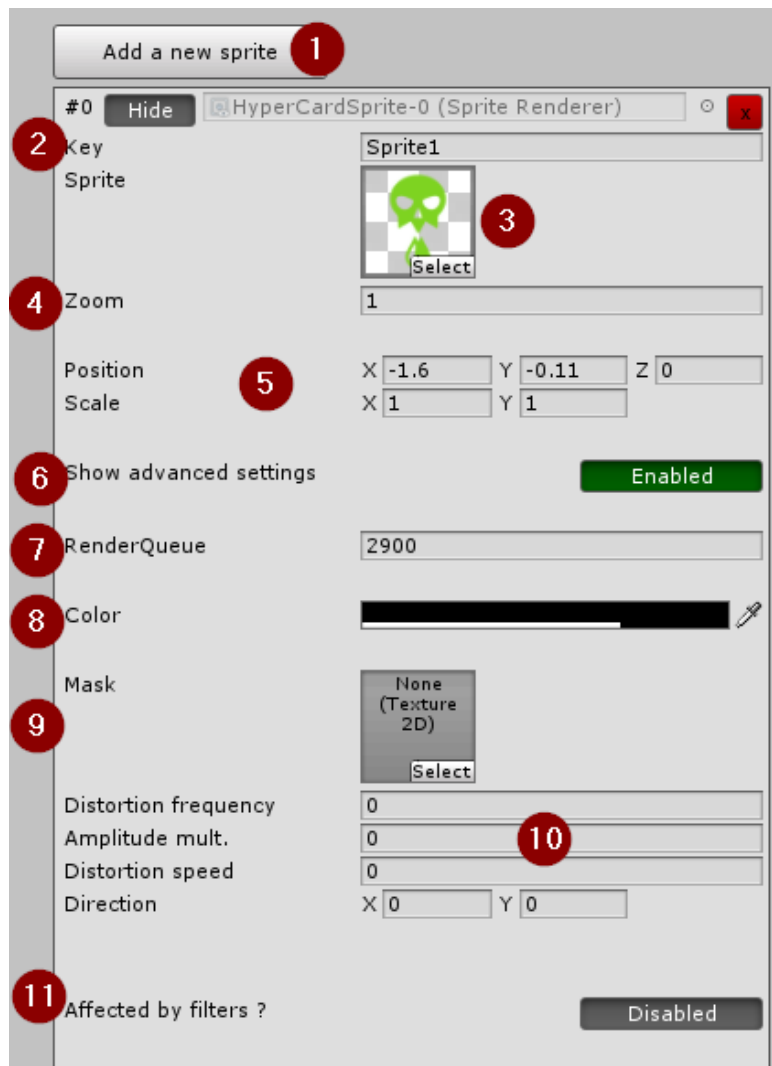 Add a new sprite 1
#0 Hide HyperCardSprite-0 (Sprite Renderer) x
2 Key Sprite1
Sprite
3
Select
4 Zoom 1
Position X -1.6 Y -0.11 Z 0
5
Scale X 1 Y 1
6 Show advanced settings Enabled
7 RenderQueue 2900
8 Color
Mask None
(Texture
2D)
9
Select
Distortion frequency 0
Amplitude mult. 0 10
Distortion speed 0
Direction X 0 Y 0
11 Affected by filters ? Disabled